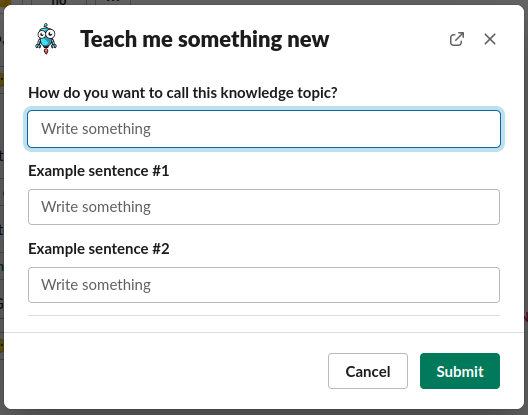 Teach me something new
How do you want to call this knowledge topic?
Write something
Example sentence #1
Write something
Example sentence #2
Write something
Cancel
Submit